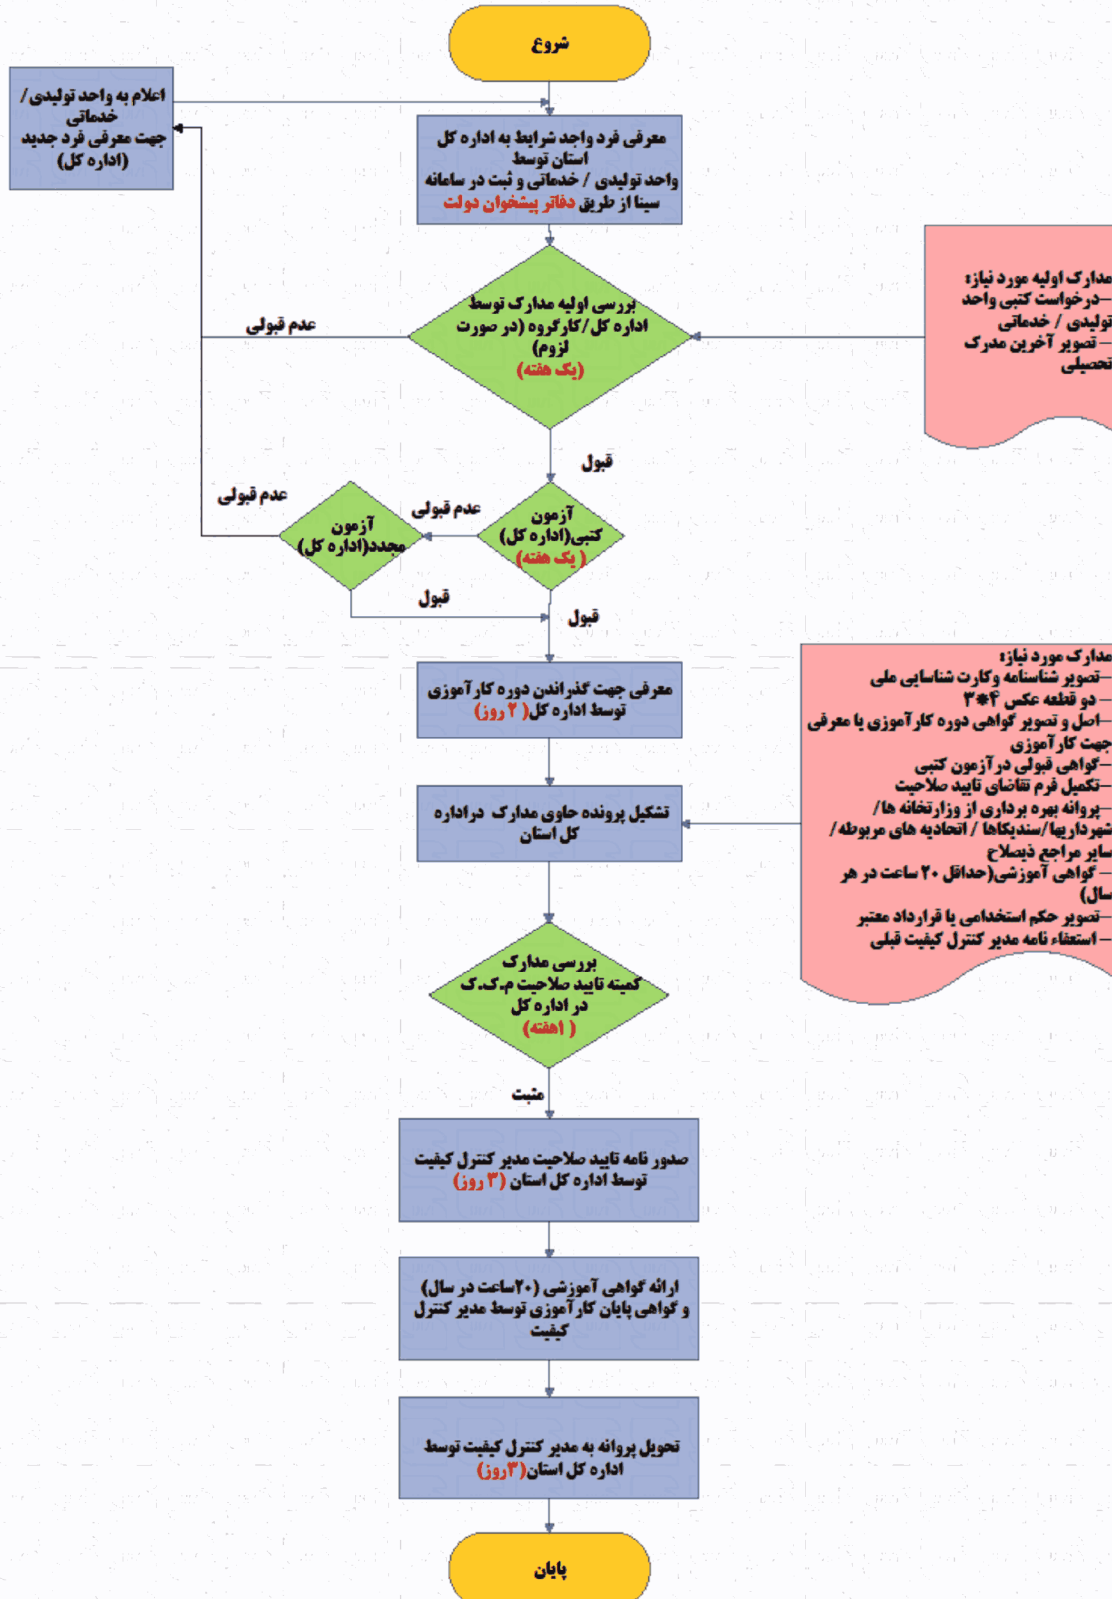 شروع
اعلام به واحد تولیدی/
خدماتی
جهت معرفی فرد جدید
(اداره کل)
معرفی فرد واجد شرایط به اداره کل
استان توسط
واحد تولیدی / خدماتی و ثبت در سامانه
سینا از طریق دفاتر پیشخوان دولت
مدارک اولیه مورد نیاز:
–درخواست کتبی واحد
تولیدی / خدماتی
– تصویر آخرین مدرک
تحصیلی
بررسی اولیه مدارک توسط
اداره کل/کارگروه (در صورت
لزوم)
(یک هفته)
عدم قبولی
قبول
آزمون
کتبی(اداره کل)
( یک هفته)
عدم قبولی
آزمون
مجدد(اداره کل)
عدم قبولی
قبول
قبول
معرفی جهت گذراندن دوره کارآموزی
توسط اداره کل( ۲ روز)
مدارک مورد نیاز:
–تصویر شناسنامه وکارت شناسایی ملی
– دو قطعه عکس ۴*۳
–اصل و تصویر گواهی دوره کارآموزی یا معرفی
جهت کارآموزی
–گواهی قبولی درآزمون کتبی
–تکمیل فرم تقاضای تایید صلاحیت
–پروانه بهره برداری از وزارتخانه ها/
شهرداریها/سندیکاها / اتحادیه های مربوطه/
سایر مراجع ذیصلاح
– گواهی آموزشی(حداقل ۲۰ ساعت در هر
سال)
–تصویر حکم استخدامی یا قرارداد معتبر
– استعفاء نامه مدیر کنترل کیفیت قبلی
تشکیل پرونده حاوی مدارک دراداره
کل استان
بررسی مدارک
کمیته تایید صلاحیت م.ک.ک
در اداره کل
( ۱هفته)
مثبت
صدور نامه تایید صلاحیت مدیر کنترل کیفیت
توسط اداره کل استان (۳ روز)
ارائه گواهی آموزشی (۲۰ساعت در سال)
و گواهی پایان کارآموزی توسط مدیر کنترل
کیفیت
تحویل پروانه به مدیر کنترل کیفیت توسط
اداره کل استان(۳روز)
پایان